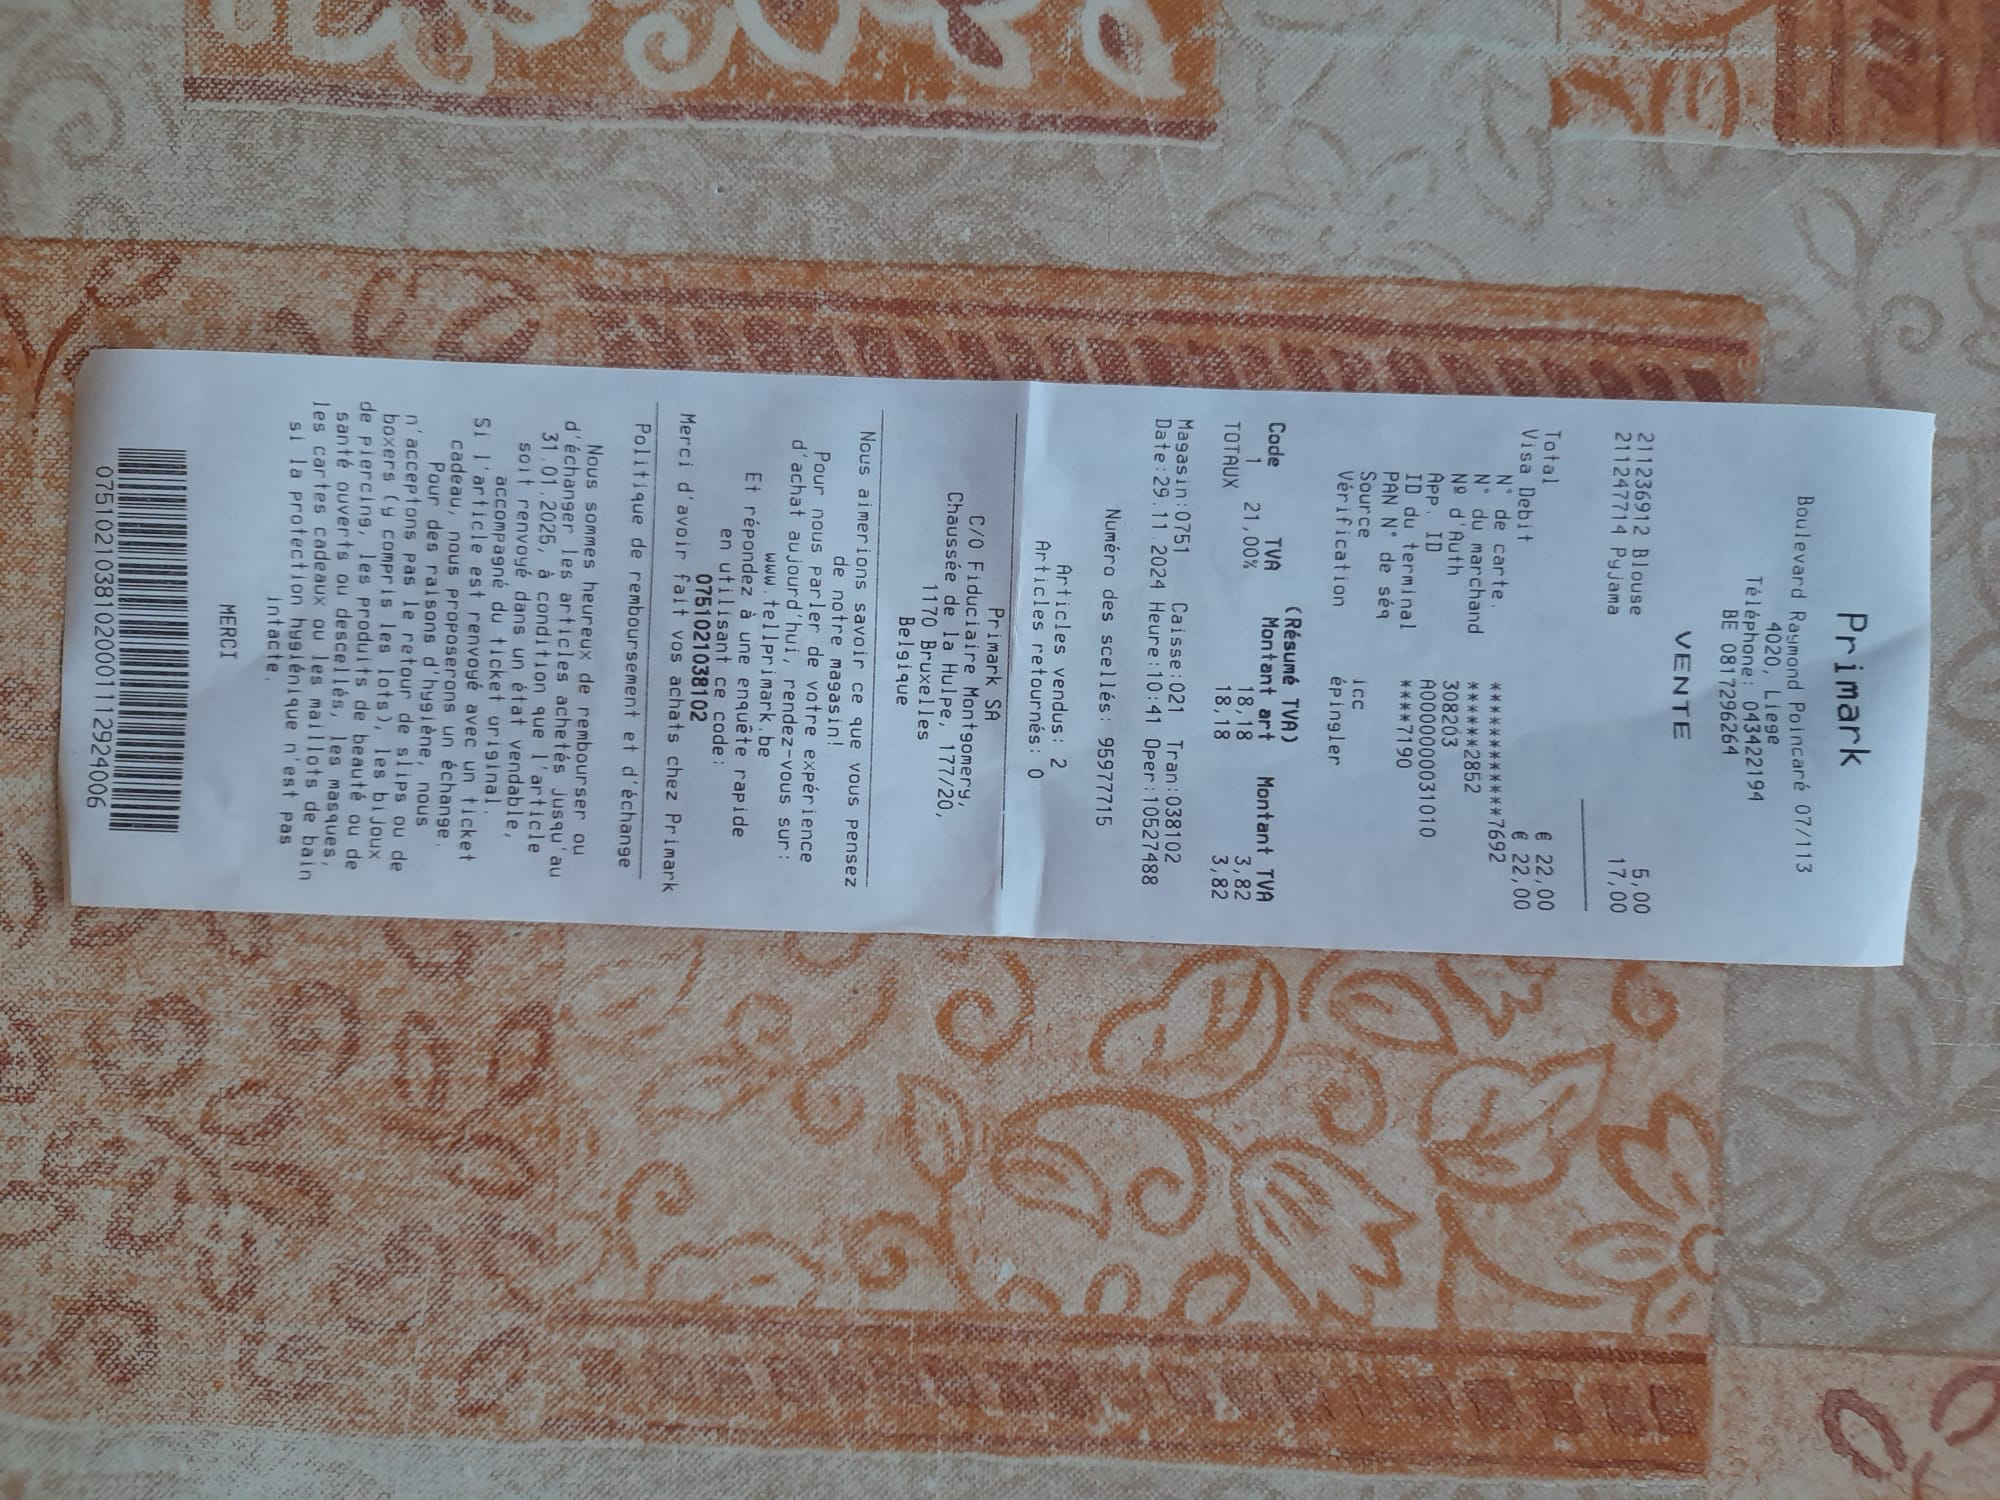 Primark
Boulevard Raymond Poincaré 07/113
4020, Liege
Téléphone: 043422194
BE 0817296264
VENTE
211236912 Blouse 5,00
211247714 Pyjama 17,00
Total € 22,00
Visa Debit € 22,00
N° de carte. ************7692
N° du marchand ******2852
Nº d'Auth 308203
App. ID A0000000031010
ID du terminal ****7190
PAN N° de séq
Source icc
Vérification épingler
(Résumé TVA)
Code TVA Montant art Montant TVA
1 21,00% 18,18 3,82
TOTAUX 18,18 3,82
Magasin:0751 Caisse:021 Tran:038102
Date:29.11.2024 Heure:10:41 Oper:10527488
Numéro des scellés: 95977715
Articles vendus: 2
Articles retournés: 0
Primark SA
C/O Fiduciaire Montgomery,
Chaussée de la Hulpe, 177/20,
1170 Bruxelles
Belgique
Nous aimerions savoir ce que vous pensez
de notre magasin!
Pour nous parler de votre expérience
d'achat aujourd'hui, rendez-vous sur:
www.tellprimark.be
Et répondez à une enquête rapide
en utilisant ce code:
075102103 8102
Merci d'avoir fait vos achats chez Primark
Politique de remboursement et d'échange
Nous sommes heureux de rembourser ou
d'échanger les articles achetés jusqu'au
31.01.2025, à condition que l'article
soit renvoyé dans un état vendable,
accompagné du ticket original.
Si l'article est renvoyé avec un ticket
cadeau, nous proposerons un échange.
Pour des raisons d'hygiène, nous
n'acceptons pas le retour de slips ou de
boxers (y compris les lots), les bijoux
de piercing, les produits de beauté ou de
santé ouverts ou descellés, les masques,
les cartes cadeaux ou les maillots de bain
si la protection hygiénique n'est pas
intacte.
MERCI
07510210381020001112924006